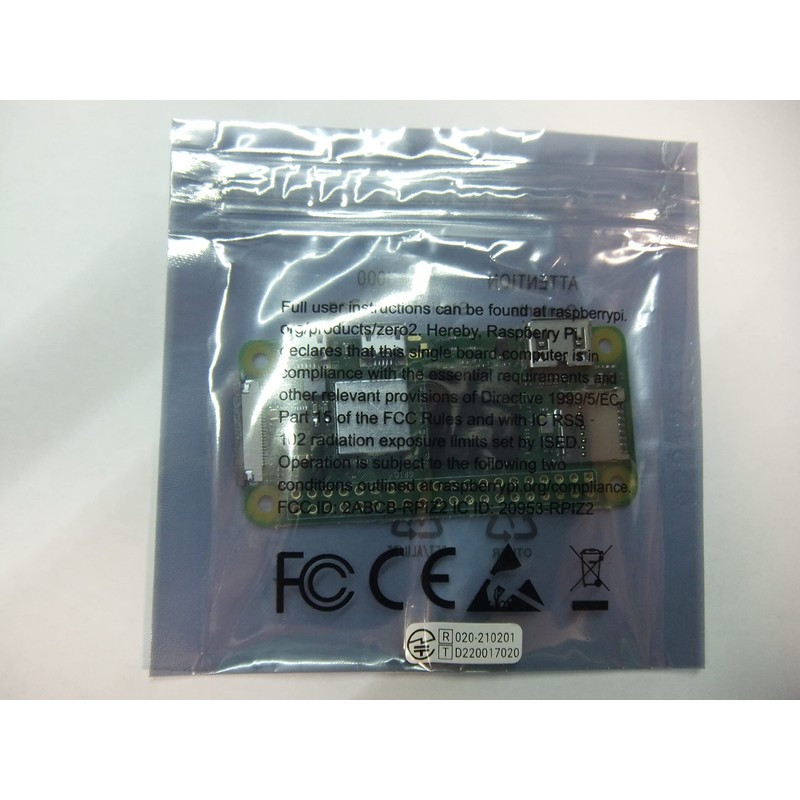 ATTENTION
Full user instructions can be found at raspberrypi.
org/products/zero2. Hereby, Raspberry Pi
declares that this single board computer is in
compliance with the essential requirements and
other relevant provisions of Directive 1999/5/EC.
Part 15 of the FCC Rules and with IC RSS -
102 radiation exposure limits set by ISED.
Operation is subject to the following two
conditions outlined at raspberrypi.org/compliance.
FCC ID: 2ABCB-RPIZ2 IC ID: 20953-RPIZ2
OTHER
FCC CE
R 020-210201
T D220017020